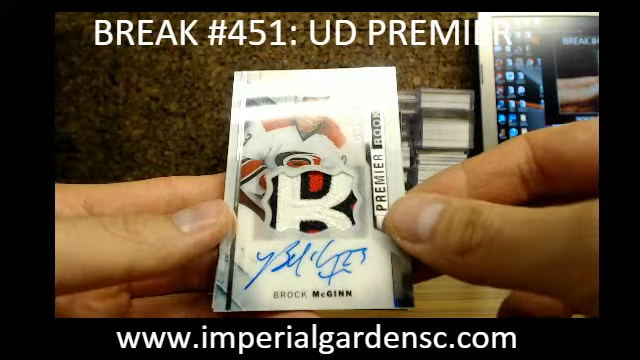 BREAK #451: UD PREMIER
PREMIER ROOK
BROCK McGINN
www.imperialgardensc.com